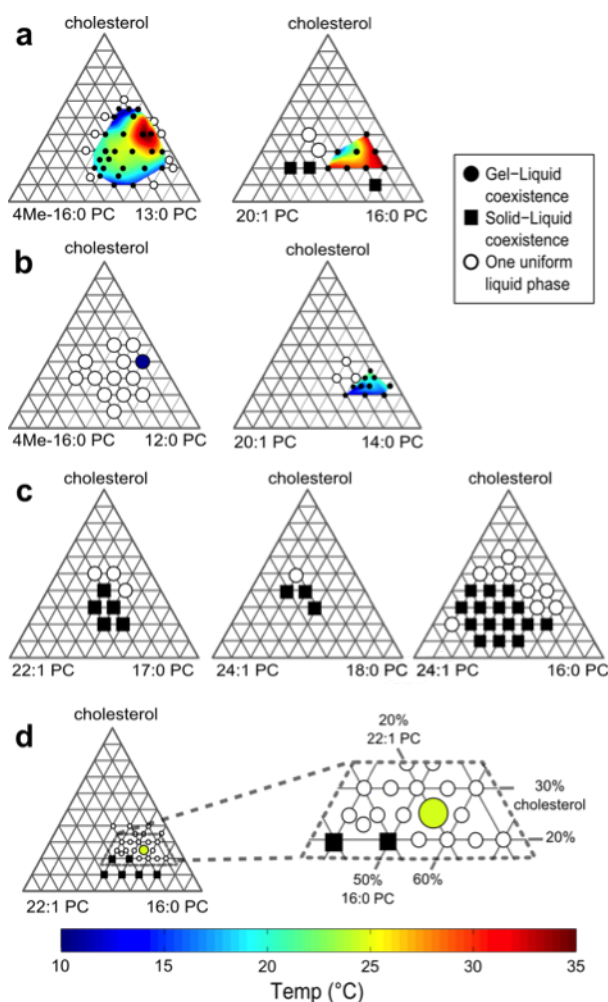 a
cholesterol
cholesterol
4Me-16:0 PC 13:0 PC
20:1 PC 16:0 PC
Gel-Liquid
coexistence
Solid-Liquid
coexistence
One uniform
liquid phase
b
cholesterol
cholesterol
4Me-16:0 PC 12:0 PC
20:1 PC 14:0 PC
c
cholesterol
cholesterol
cholesterol
22:1 PC 17:0 PC
24:1 PC 18:0 PC
24:1 PC 16:0 PC
d
cholesterol
22:1 PC 16:0 PC
20%
22:1 PC
30%
cholesterol
20%
50%
16:0 PC
60%
10 15 20 25 30 35
Temp (°C)